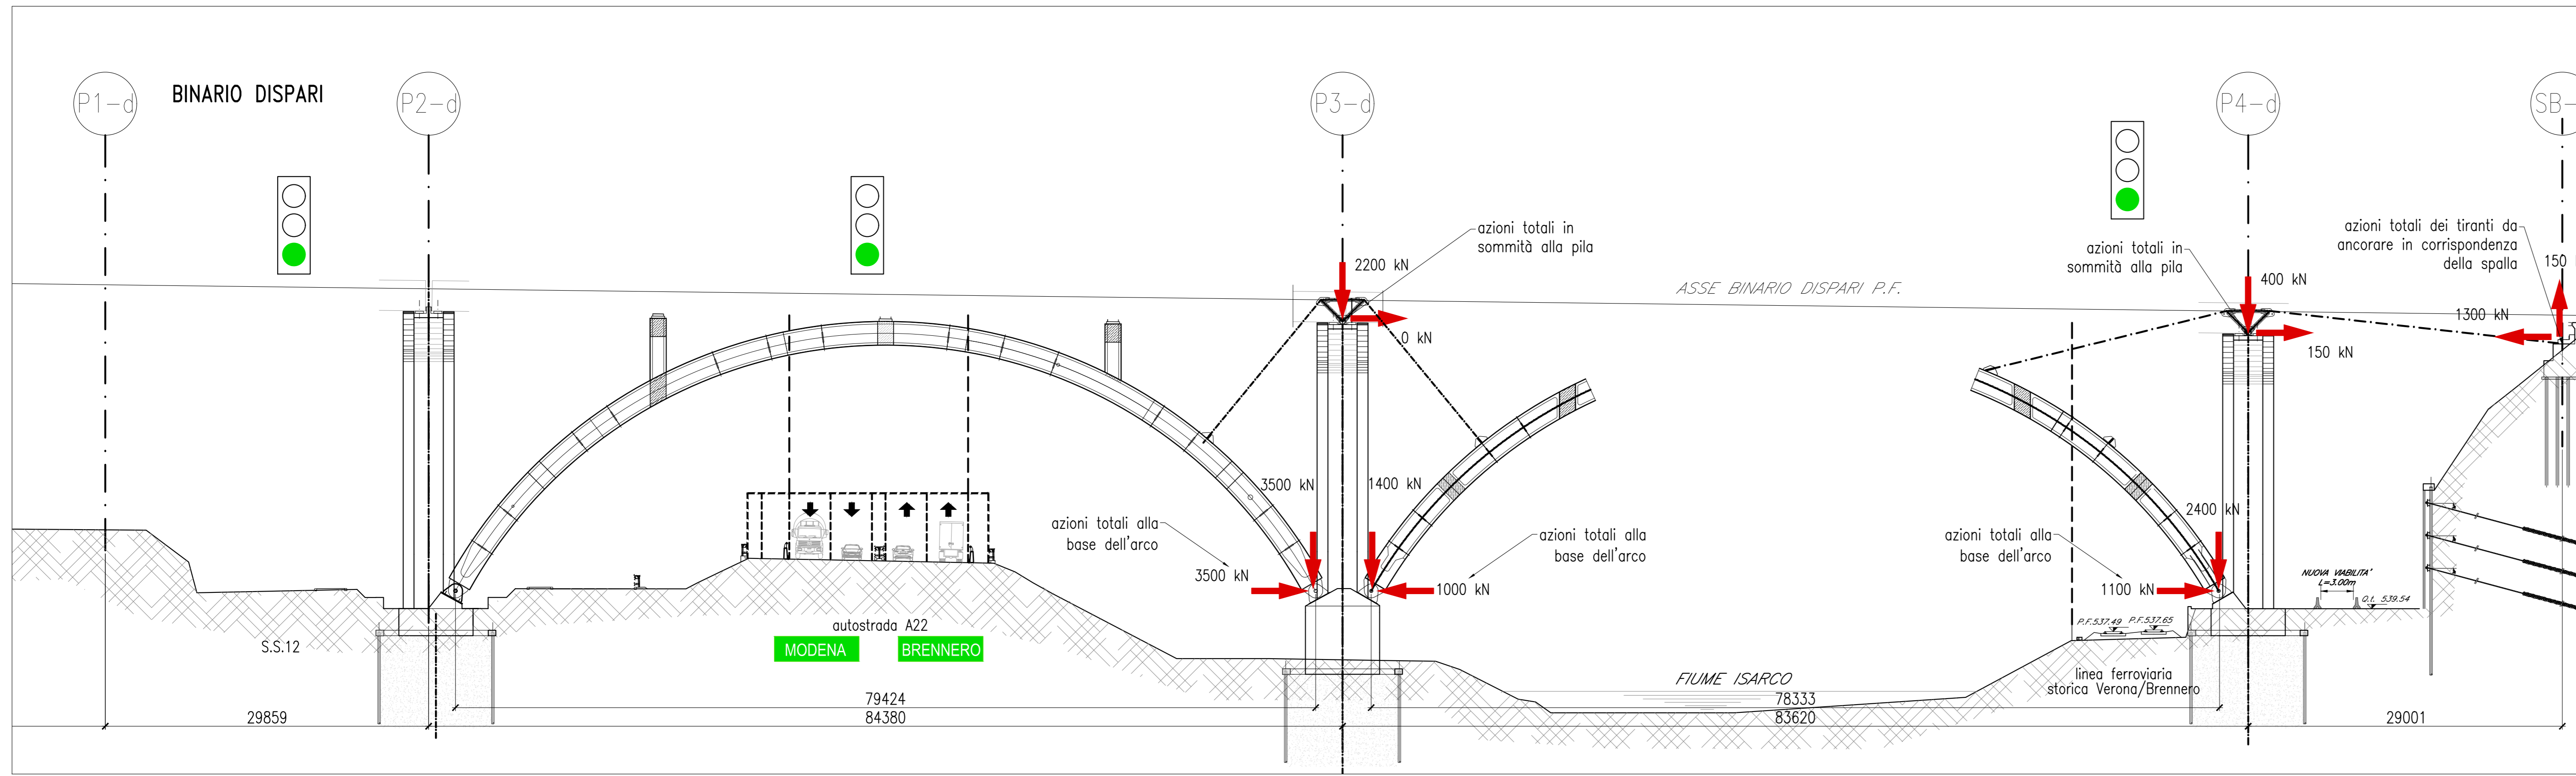 P1-d
BINARIO DISPARI
P2-d
P3-d
P4-d
SB-
azioni totali in
sommità alla pila
2200 kN
0 kN
ASSE BINARIO DISPARI P.F.
azioni totali in
sommità alla pila
400 kN
150 kN
azioni totali dei tiranti da
ancorare in corrispondenza
della spalla
150
1300 kN
3500 kN
1400 kN
azioni totali alla
base dell'arco
3500 kN
azioni totali alla
base dell'arco
1000 kN
2400 kN
azioni totali alla
base dell'arco
1100 kN
NUOVA VIABILITA'
L=3.00m
Q.t. 539.54
P.F.537.49
P.F.537.65
S.S.12
autostrada A22
MODENA
BRENNERO
FIUME ISARCO
linea ferroviaria
storica Verona/Brennero
79424
78333
29859
84380
83620
29001